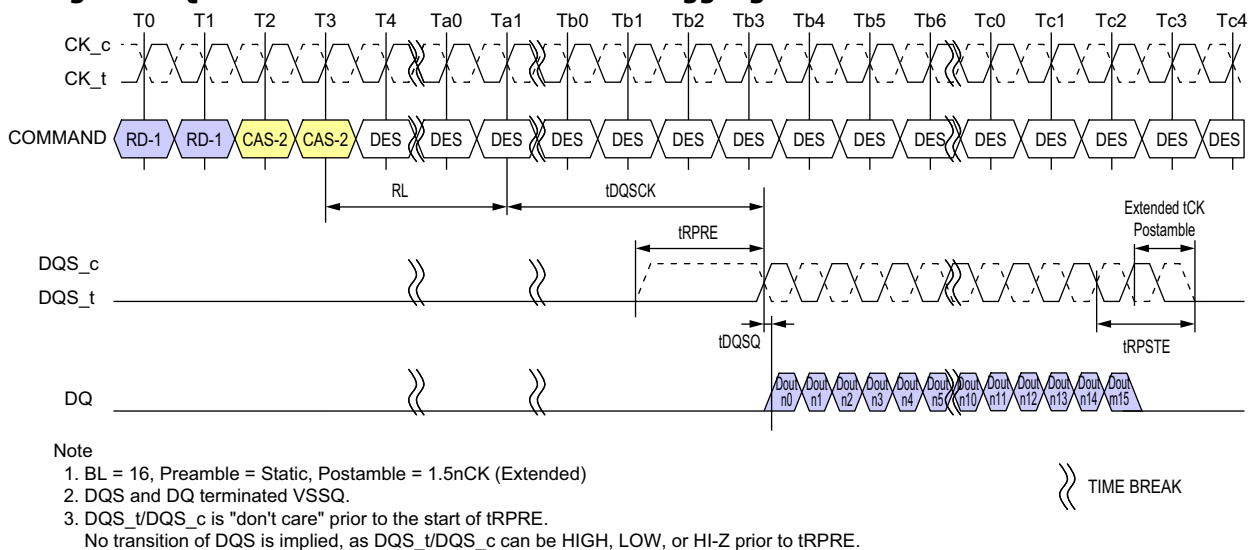 T0 T1 T2 T3 T4 Ta0 Ta1 Tb0 Tb1 Tb2 Tb3 Tb4 Tb5 Tb6 Tc0 Tc1 Tc2 Tc3 Tc4
CK_c
CK_t
COMMAND RD-1 RD-1 CAS-2 CAS-2 DES DES DES DES DES DES DES DES DES DES DES DES DES DES DES
RL tDQSCK
Extended tCK
Postamble
tRPRE
DQS_c
DQS_t
tDQSQ
tRPSTE
DQ
Dout n0 Dout n1 Dout n2 Dout n3 Dout n4 Dout n5 Dout n10 Dout n11 Dout n12 Dout n13 Dout n14 Dout m15
Note
1. BL = 16, Preamble = Static, Postamble = 1.5nCK (Extended)
2. DQS and DQ terminated VSSQ.
3. DQS_t/DQS_c is "don't care" prior to the start of tRPRE.
No transition of DQS is implied, as DQS_t/DQS_c can be HIGH, LOW, or HI-Z prior to tRPRE.
TIME BREAK